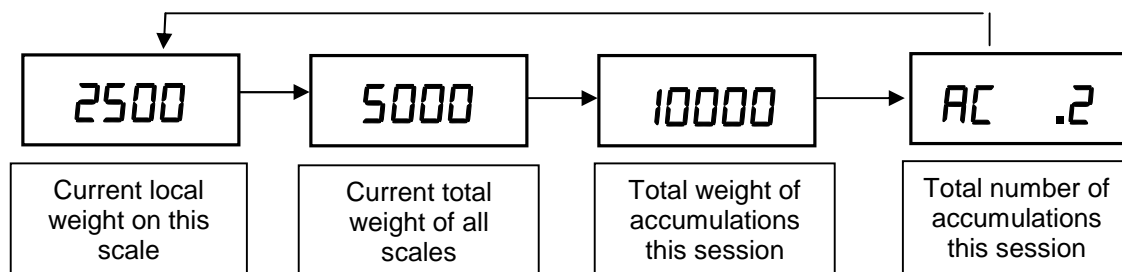 2500
5000
10000
AC .2
Current local
weight on this
scale
Current total
weight of all
scales
Total weight of
accumulations
this session
Total number of
accumulations
this session